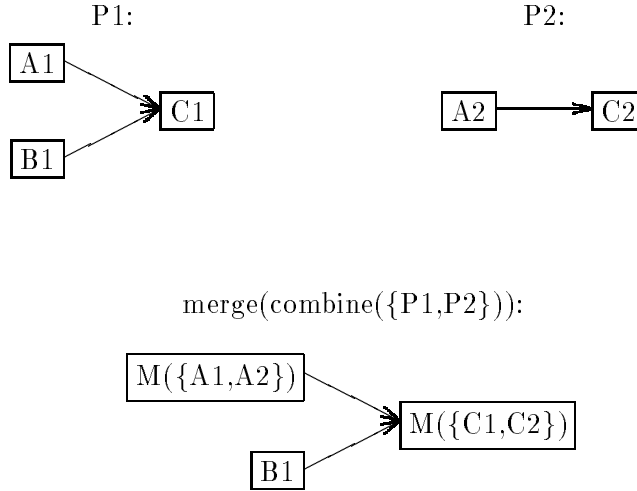 P1:
P2:
A1
C1
B1
A2
C2
merge(combine({P1,P2})):
M({A1,A2})
M({C1,C2})
B1